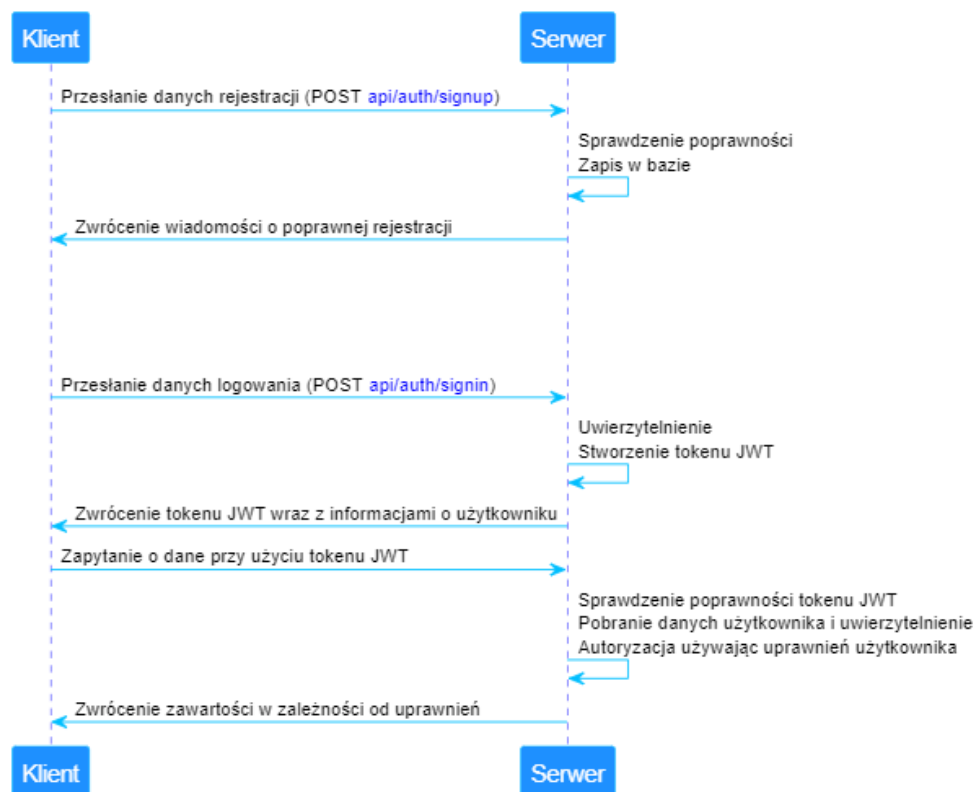 Klient
Serwer
Przesłanie danych rejestracji (POST api/auth/signup)
Sprawdzenie poprawności
Zapis w bazie
Zwrócenie wiadomości o poprawnej rejestracji
Przesłanie danych logowania (POST api/auth/signin)
Uwierzytelnienie
Stworzenie tokenu JWT
Zwrócenie tokenu JWT wraz z informacjami o użytkowniku
Zapytanie o dane przy użyciu tokenu JWT
Sprawdzenie poprawności tokenu JWT
Pobranie danych użytkownika i uwierzytelnienie
Autoryzacja używając uprawnień użytkownika
Zwrócenie zawartości w zależności od uprawnień
Klient
Serwer